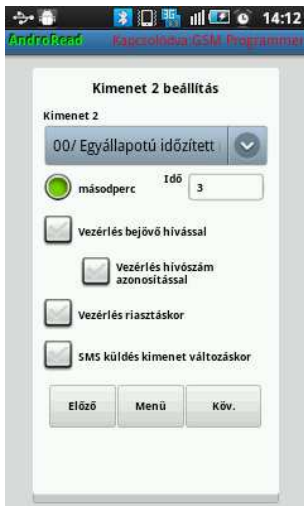 3G
14:12
AndroRead Kapcsolódva:GSM Programmer
Kimenet 2 beállítás
Kimenet 2
00/ Egyállapotú időzített
másodperc
Idő
3
Vezérlés bejövő hívással
Vezérlés hívószám
azonosítással
Vezérlés riasztáskor
SMS küldés kimenet változáskor
Előző Menü Köv.